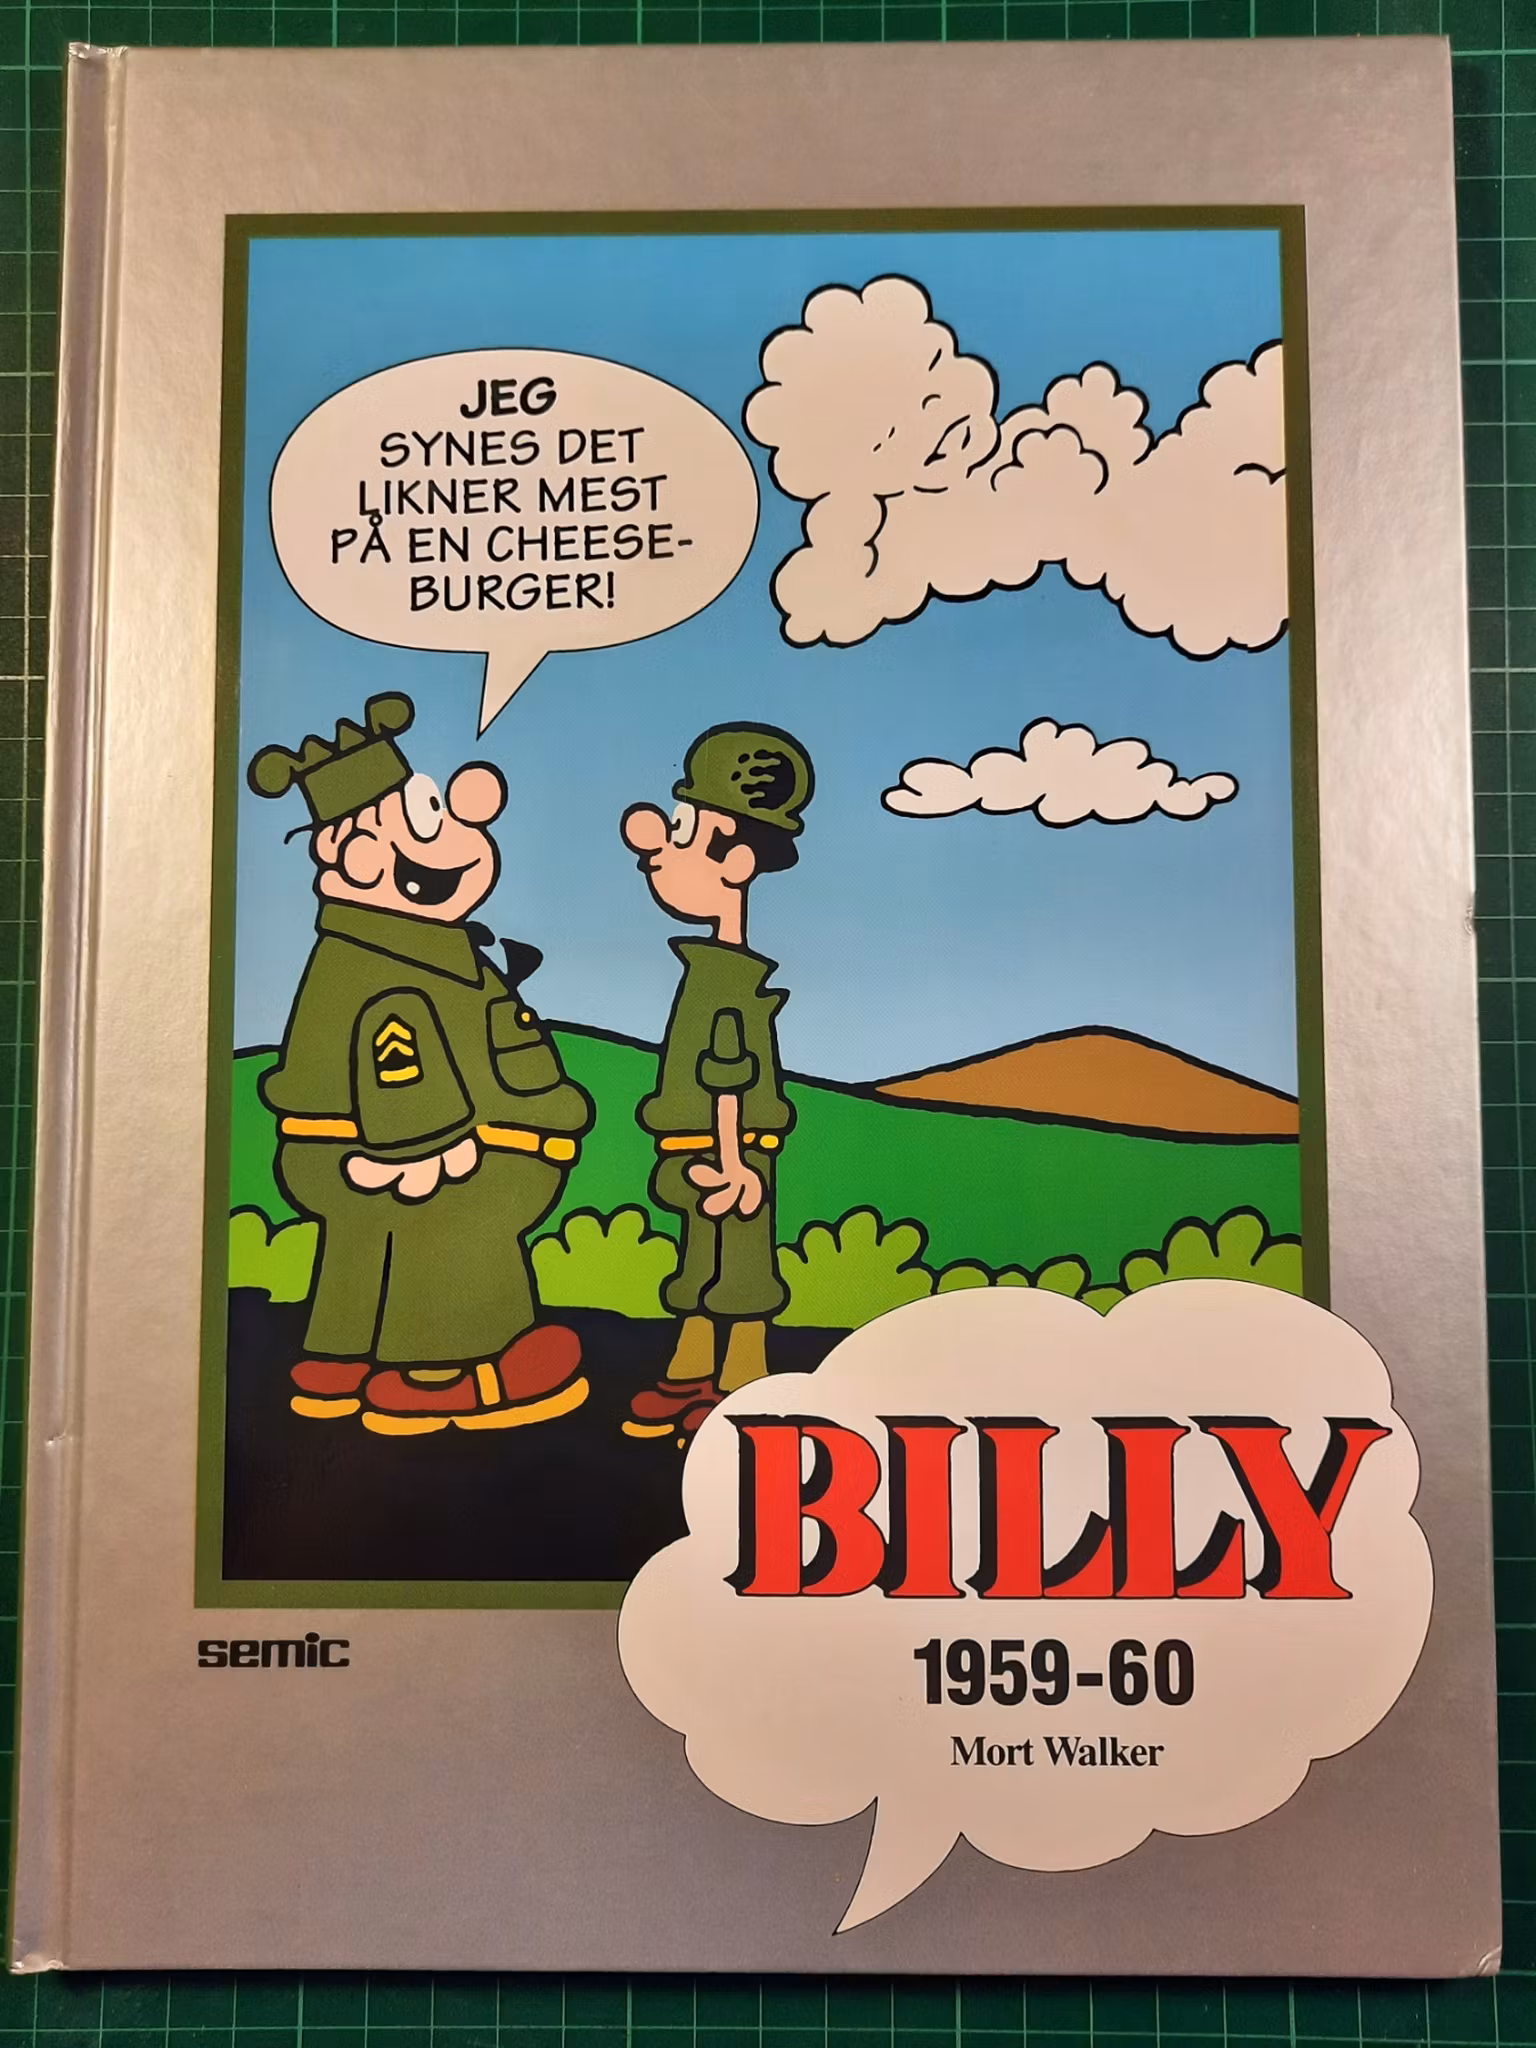 JEG
SYNES DET
LIKNER MEST
PÅ EN CHEESE-
BURGER!
BILLY
1959-60
Mort Walker
semic